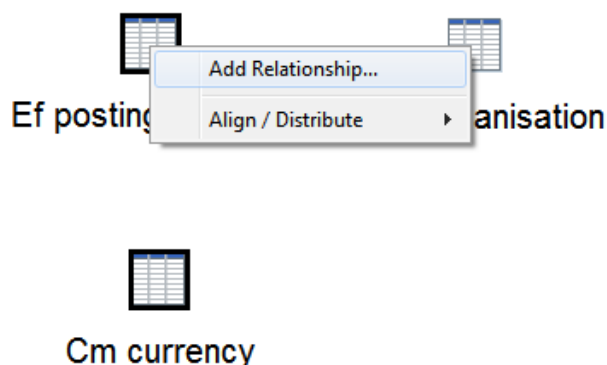 Add Relationship...
Ef posting
Align / Distribute
anisation
Cm currency